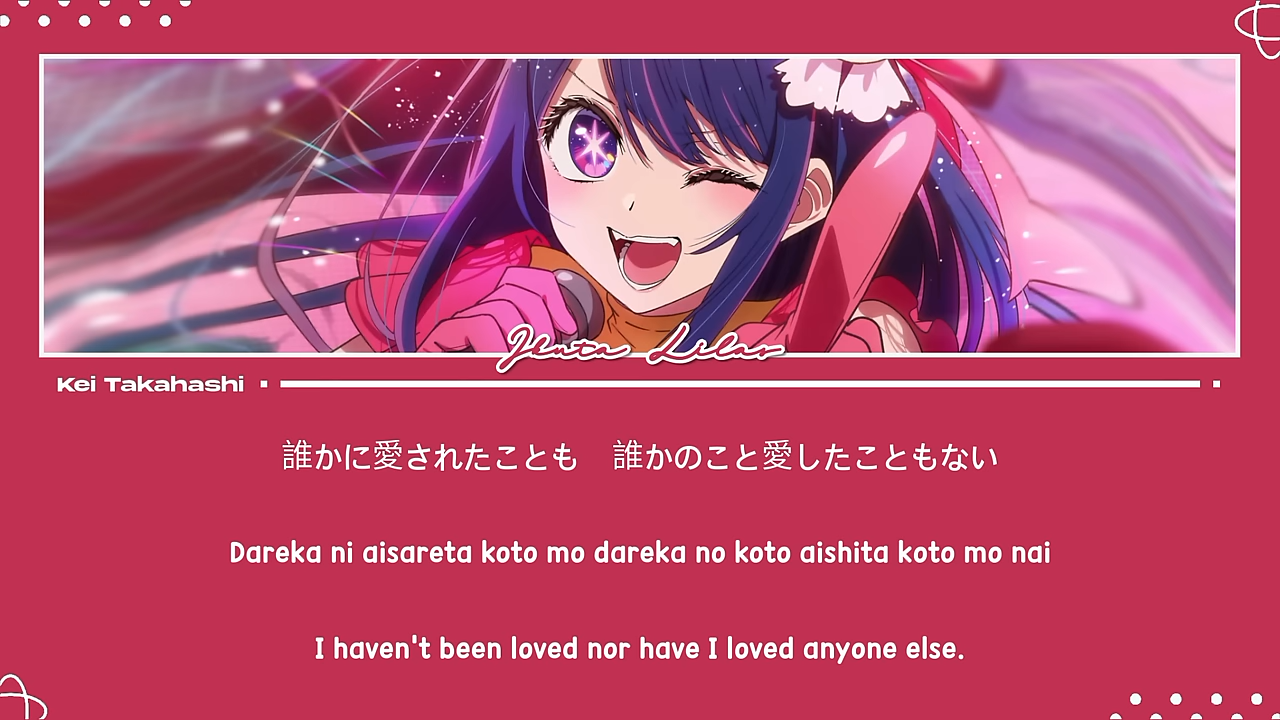 Jenta Lilar
Kei Takahashi
誰かに愛されたことも　誰かのこと愛したこともない
Dareka ni aisareta koto mo dareka no koto aishita koto mo nai
I haven't been loved nor have I loved anyone else.